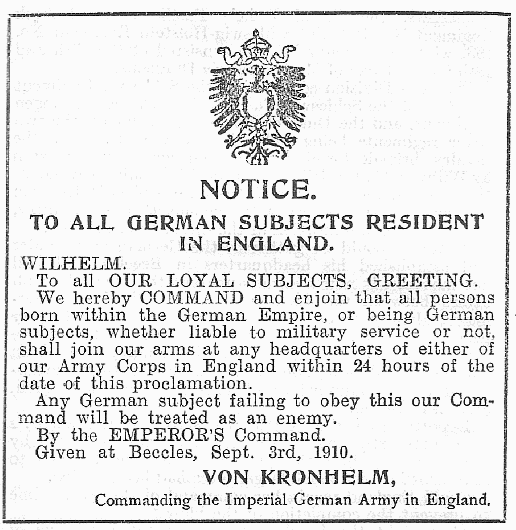 NOTICE.
TO ALL GERMAN SUBJECTS RESIDENT
IN ENGLAND.
WILHELM.
To all OUR LOYAL SUBJECTS, GREETING.
We hereby COMMAND and enjoin that all persons
born within the German Empire, or being German
subjects, whether liable to military service or not,
shall join our arms at any headquarters of either of
our Army Corps in England within 24 hours of the
date of this proclamation.
Any German subject failing to obey this our Com-
mand will be treated as an enemy.
By the EMPEROR'S Command.
Given at Beccles, Sept. 3rd, 1910.
VON KRONHELM,
Commanding the Imperial German Army in England.